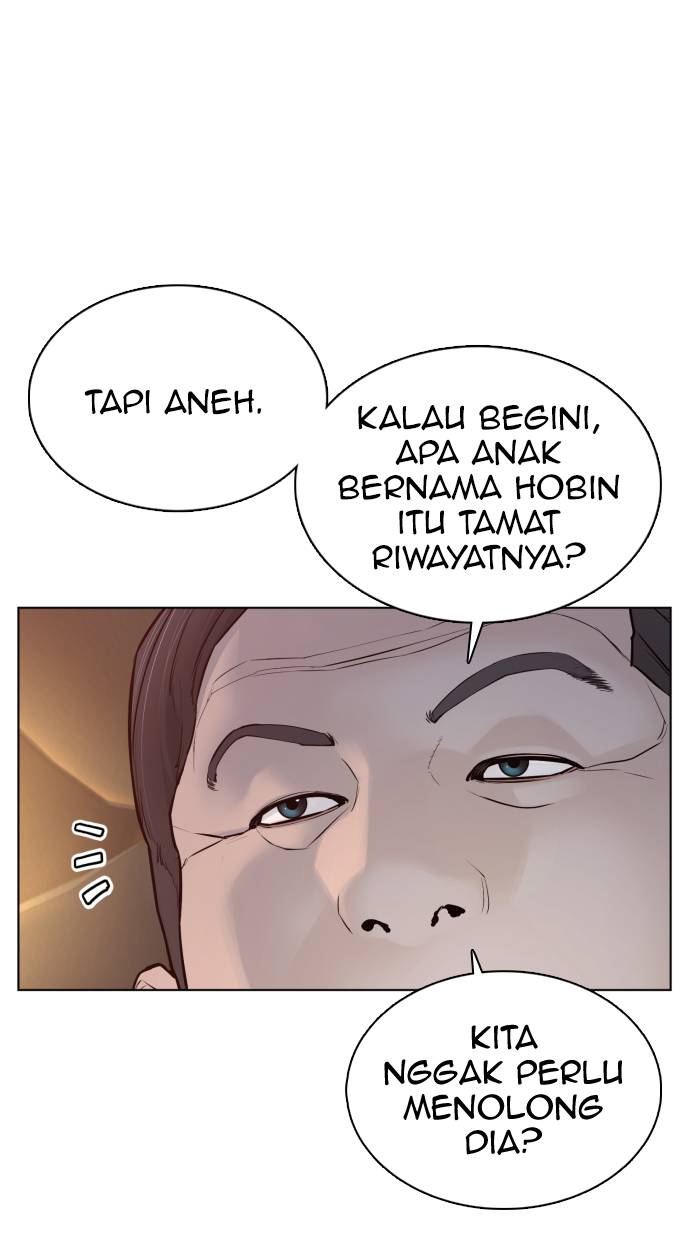 TAPI ANEH.
KALAU BEGINI,
APA ANAK
BERNAMA HOBIN
ITU TAMAT
RIWAYATNYA?
KITA
NGGAK PERLU
MENOLONG
DIA?